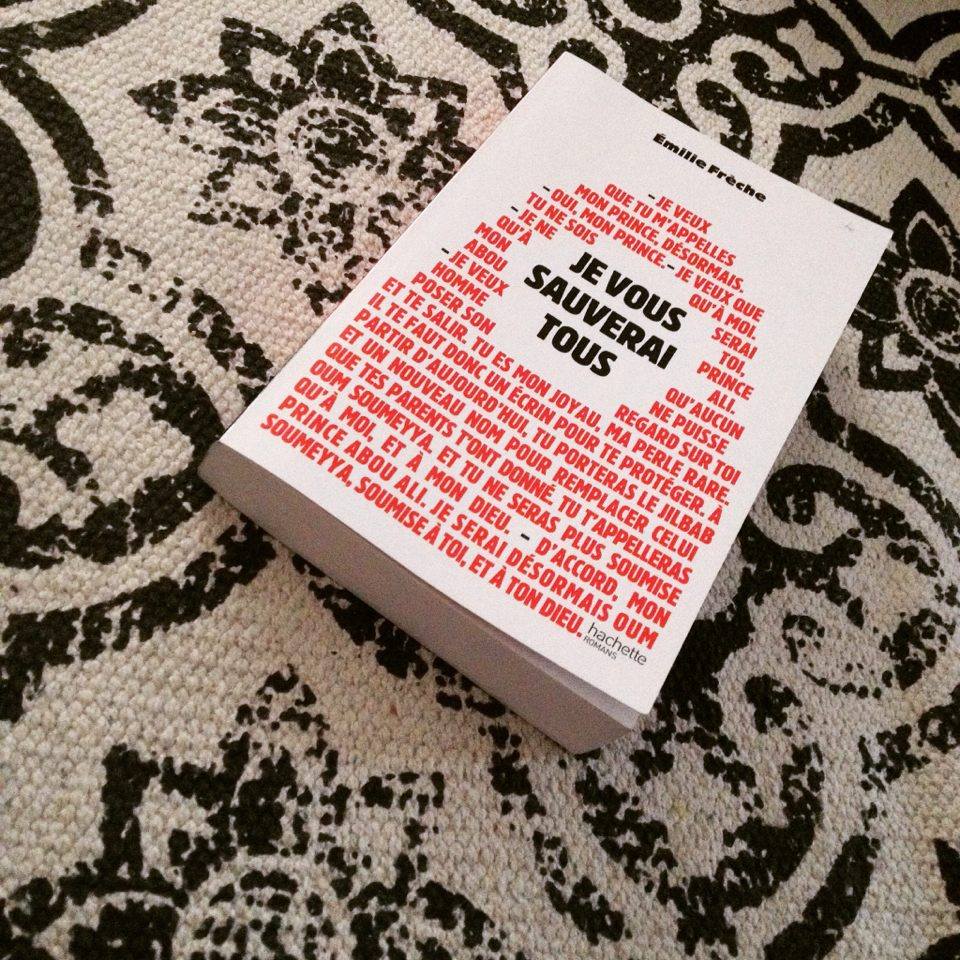 Émilie Frèche
– JE VEUX
QUE TU M'APPELLES
MON PRINCE, DÉSORMAIS.
– OUI, MON PRINCE. – JE VEUX QUE
TU NE SOIS QU'À MOI.
– JE NE SERAI
QU'À TOI,
MON PRINCE
ABOU ALI.
– JE VEUX QU'AUCUN
HOMME NE PUISSE
POSER SON REGARD SUR TOI
ET TE SALIR. TU ES MON JOYAU, MA PERLE RARE.
IL TE FAUT DONC UN ÉCRIN POUR TE PROTÉGER. À
PARTIR D'AUJOURD'HUI, TU PORTERAS LE JILBAB
ET UN NOUVEAU NOM POUR REMPLACER CELUI
QUE TES PARENTS T'ONT DONNÉ. TU T'APPELLERAS
OUM SOUMEYYA, ET TU NE SERAS PLUS SOUMISE
QU'À MOI, ET À MON DIEU. – D'ACCORD, MON
PRINCE ABOU ALI. JE SERAI DÉSORMAIS OUM
SOUMEYYA, SOUMISE À TOI, ET À TON DIEU.
JE VOUS
SAUVERAI
TOUS
hachette
ROMANS